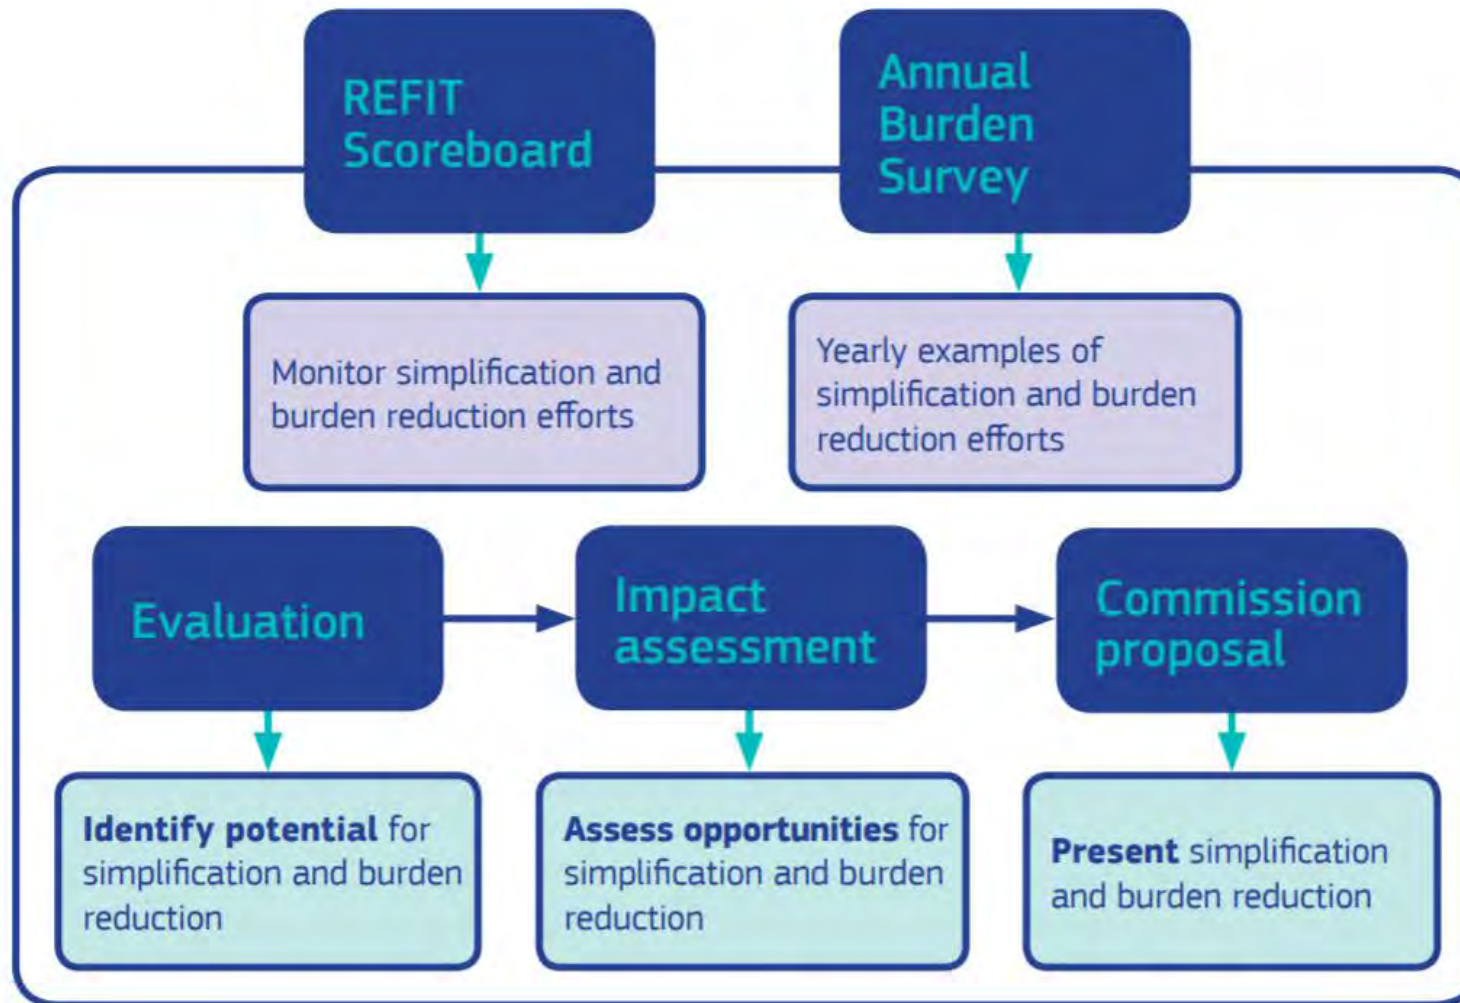 REFIT
Scoreboard
Annual
Burden
Survey
Monitor simplification and
burden reduction efforts
Yearly examples of
simplification and burden
reduction efforts
Evaluation
Impact
assessment
Commission
proposal
Identify potential for
simplification and burden
reduction
Assess opportunities for
simplification and burden
reduction
Present simplification
and burden reduction